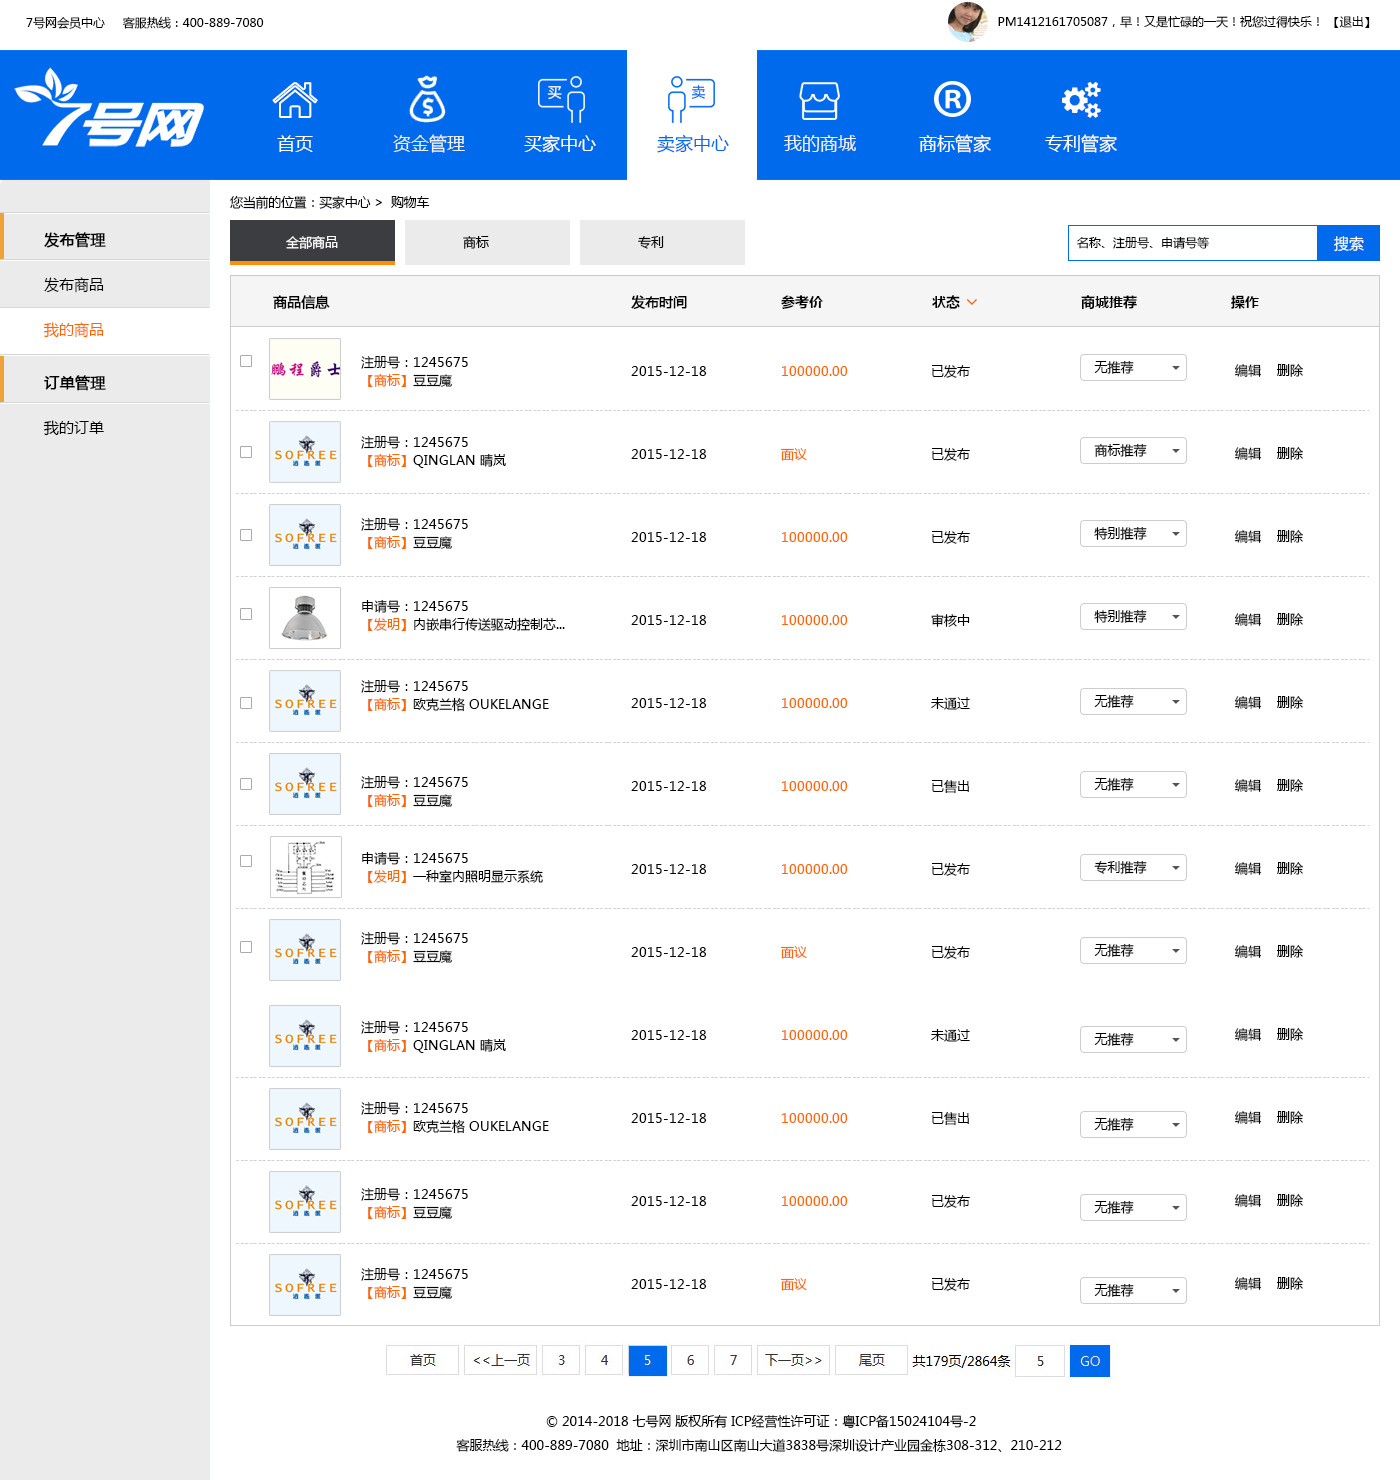 7号网会员中心 客服热线：400-889-7080
PM1412161705087，早！又是忙碌的一天！祝您过得快乐！ 【退出】
7号网
首页 资金管理 买家中心 卖家中心 我的商城 商标管家 专利管家
买 卖 R
您当前的位置：买家中心 > 购物车
发布管理
发布商品
我的商品
订单管理
我的订单
全部商品 商标 专利
名称、注册号、申请号等 搜索
商品信息 发布时间 参考价 状态 商城推荐 操作
鹏程爵士
注册号：1245675
【商标】豆豆魔 2015-12-18 100000.00 已发布 无推荐 编辑 删除
SOFREE
注册号：1245675
【商标】QINGLAN 晴岚 2015-12-18 面议 已发布 商标推荐 编辑 删除
SOFREE
注册号：1245675
【商标】豆豆魔 2015-12-18 100000.00 已发布 特别推荐 编辑 删除
申请号：1245675
【发明】内嵌串行传送驱动控制芯... 2015-12-18 100000.00 审核中 特别推荐 编辑 删除
SOFREE
注册号：1245675
【商标】欧克兰格 OUKELANGE 2015-12-18 100000.00 未通过 无推荐 编辑 删除
SOFREE
注册号：1245675
【商标】豆豆魔 2015-12-18 100000.00 已售出 无推荐 编辑 删除
申请号：1245675
【发明】一种室内照明显示系统 2015-12-18 100000.00 已发布 专利推荐 编辑 删除
SOFREE
注册号：1245675
【商标】豆豆魔 2015-12-18 面议 已发布 无推荐 编辑 删除
SOFREE
注册号：1245675
【商标】QINGLAN 晴岚 2015-12-18 100000.00 未通过 无推荐 编辑 删除
SOFREE
注册号：1245675
【商标】欧克兰格 OUKELANGE 2015-12-18 100000.00 已售出 无推荐 编辑 删除
SOFREE
注册号：1245675
【商标】豆豆魔 2015-12-18 100000.00 已发布 无推荐 编辑 删除
SOFREE
注册号：1245675
【商标】豆豆魔 2015-12-18 面议 已发布 无推荐 编辑 删除
首页 <<上一页 3 4 5 6 7 下一页>> 尾页 共179页/2864条 5 GO
© 2014-2018 七号网 版权所有 ICP经营性许可证：粤ICP备15024104号-2
客服热线：400-889-7080 地址：深圳市南山区南山大道3838号深圳设计产业园金栋308-312、210-212